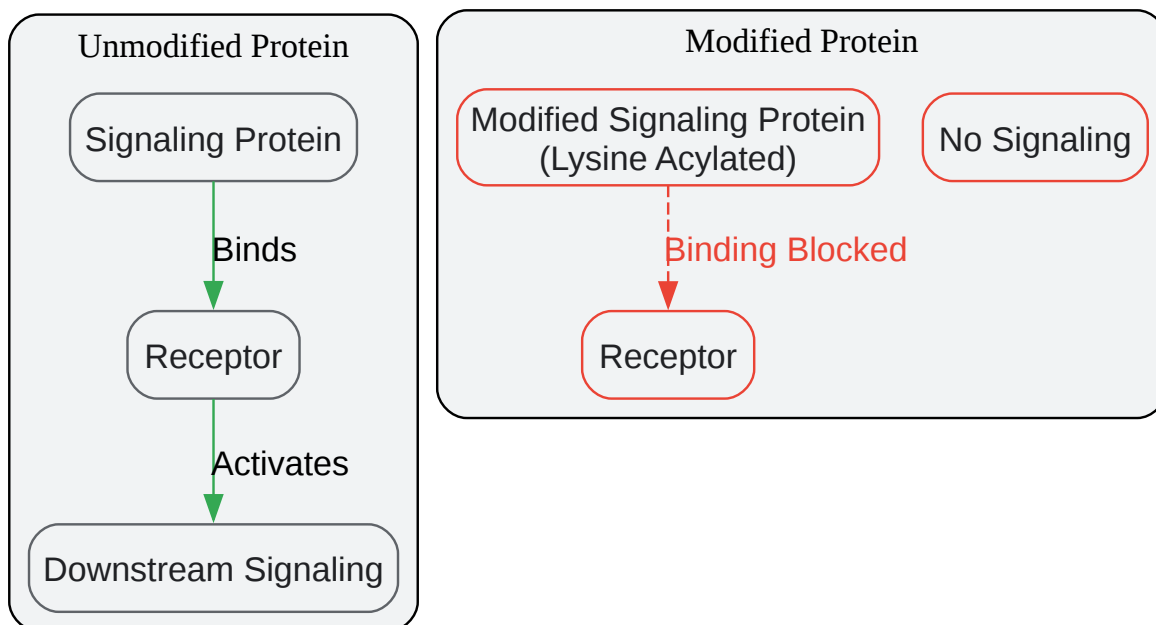 Unmodified Protein
Signaling Protein
Binds
Receptor
Activates
Downstream Signaling
Modified Protein
Modified Signaling Protein
(Lysine Acylated)
No Signaling
Binding Blocked
Receptor